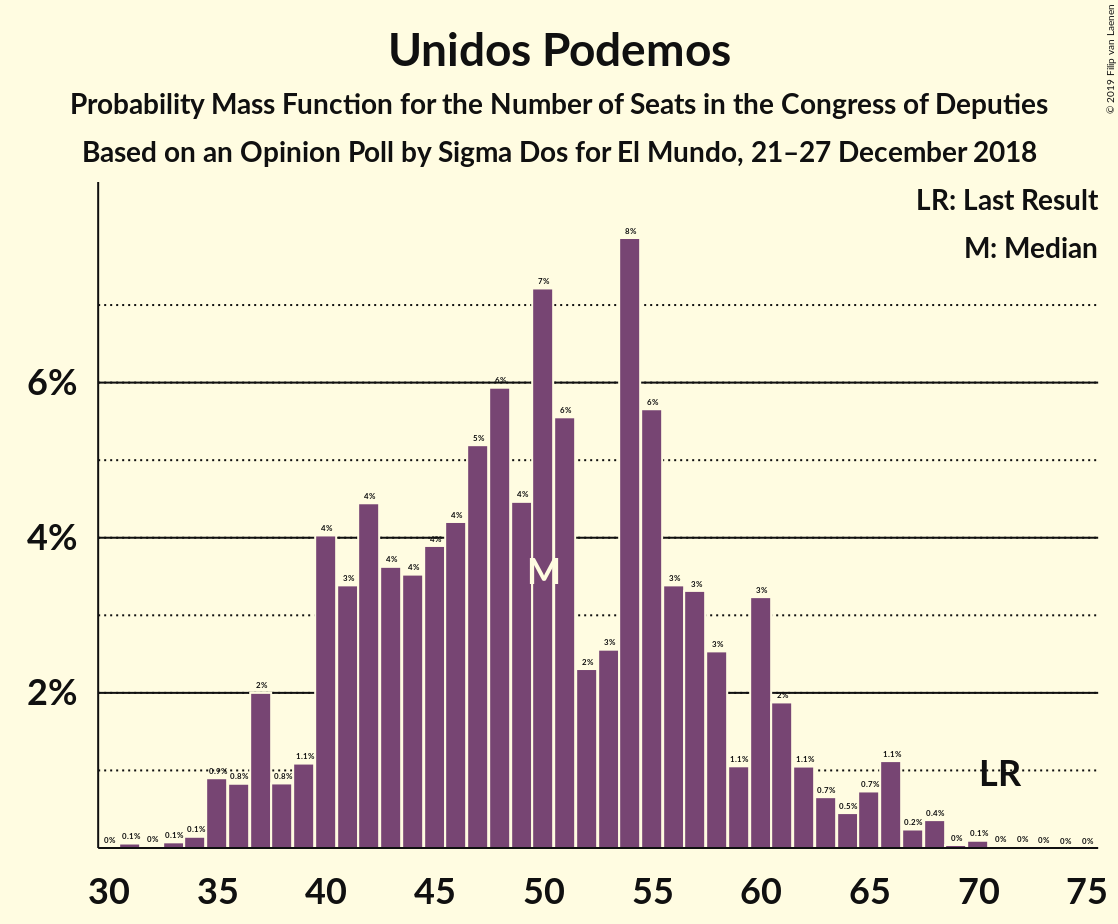 Unidos Podemos
Probability Mass Function for the Number of Seats in the Congress of Deputies
Based on an Opinion Poll by Sigma Dos for El Mundo, 21–27 December 2018
© 2019 Filip van Laenen
LR: Last Result
M: Median
6%
4%
2%
0% 0.1% 0% 0.1% 0.1% 0.9% 0.8% 2% 0.8% 1.1% 4% 3% 4% 4% 4% 4% 4% 5% 6% 4% 7% 6% 2% 3% 8% 6% 3% 3% 3% 1.1% 3% 2% 1.1% 0.7% 0.5% 0.7% 1.1% 0.2% 0.4% 0% 0.1% 0% 0% 0% 0% 0%
M
LR
30 35 40 45 50 55 60 65 70 75